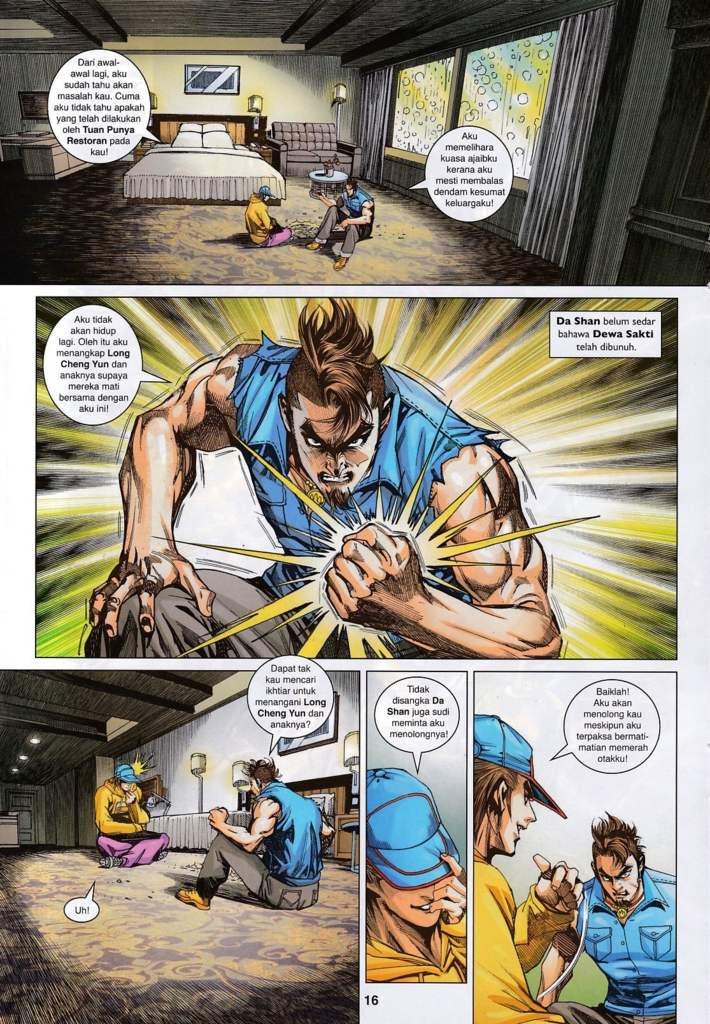 Dari awal-
awal lagi, aku
sudah tahu akan
masalah kau. Cuma
aku tidak tahu apakah
yang telah dilakukan
oleh Tuan Punya
Restoran pada
kau!
Aku
memelihara
kuasa ajaibku
kerana aku
mesti membalas
dendam kesumat
keluargaku!
Aku tidak
akan hidup
lagi. Oleh itu aku
menangkap Long
Cheng Yun dan
anaknya supaya
mereka mati
bersama dengan
aku ini!
Da Shan belum sedar
bahawa Dewa Sakti
telah dibunuh.
Dapat tak
kau mencari
ikhtiar untuk
menangani Long
Cheng Yun dan
anaknya?
Uh!
Tidak
disangka Da
Shan juga sudi
meminta aku
menolongnya!
Baiklah!
Aku akan
menolong kau
meskipun aku
terpaksa bermati-
matian memerah
otakku!
16